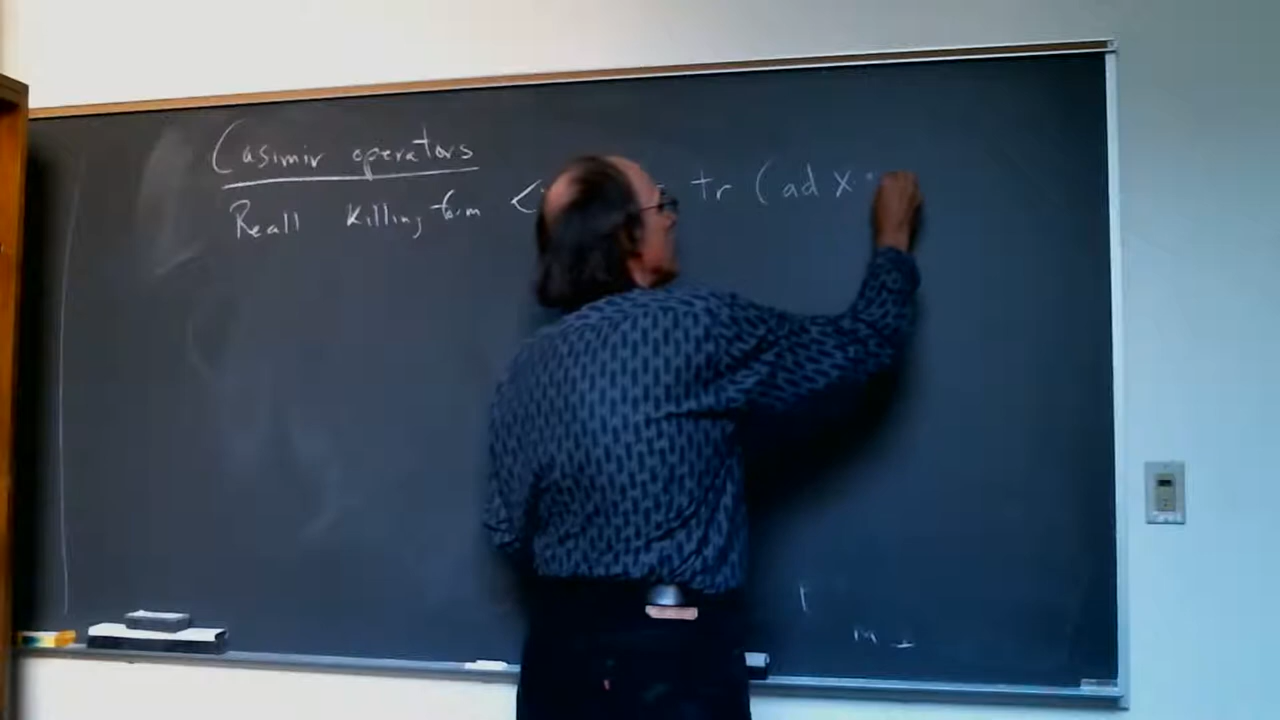 Casimir operators
Recall Killing form < tr (ad X ·
m